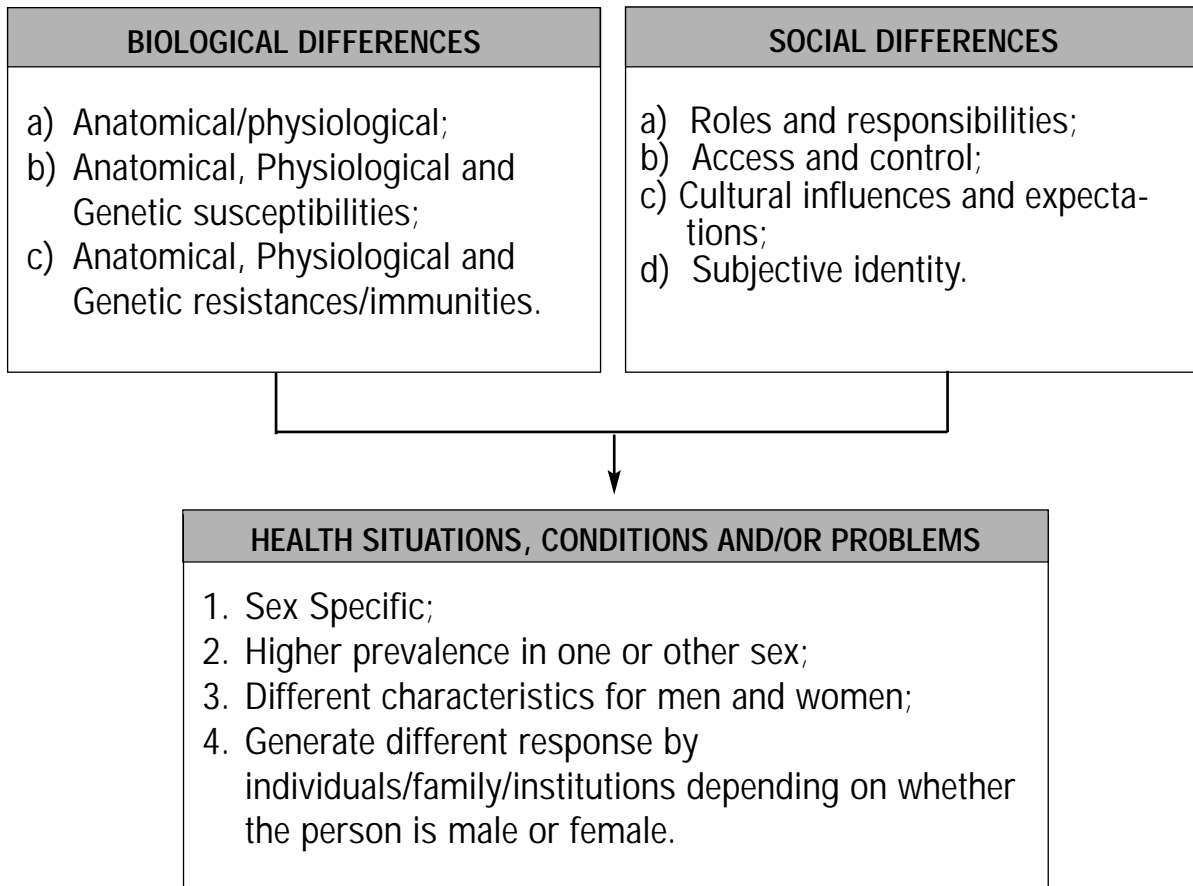 BIOLOGICAL DIFFERENCES
a) Anatomical/physiological;
b) Anatomical, Physiological and
Genetic susceptibilities;
c) Anatomical, Physiological and
Genetic resistances/immunities.
SOCIAL DIFFERENCES
a) Roles and responsibilities;
b) Access and control;
c) Cultural influences and expecta-
tions;
d) Subjective identity.
HEALTH SITUATIONS, CONDITIONS AND/OR PROBLEMS
1. Sex Specific;
2. Higher prevalence in one or other sex;
3. Different characteristics for men and women;
4. Generate different response by
individuals/family/institutions depending on whether
the person is male or female.